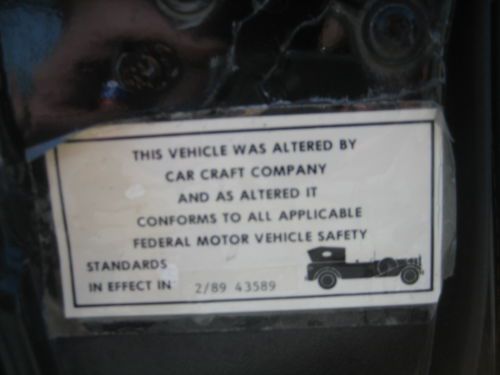 THIS VEHICLE WAS ALTERED BY
CAR CRAFT COMPANY
AND AS ALTERED IT
CONFORMS TO ALL APPLICABLE
FEDERAL MOTOR VEHICLE SAFETY
STANDARDS
IN EFFECT IN 2/89 43589